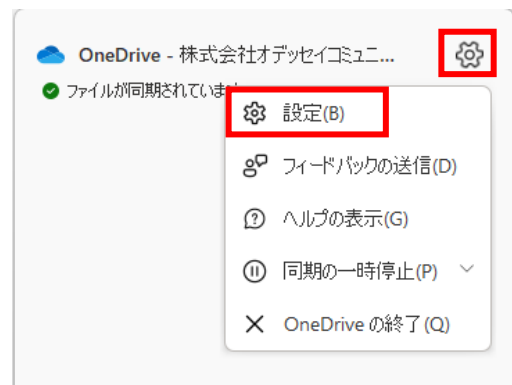 OneDrive - 株式会社オデッセイコミュニ...
ファイルが同期されていま
設定(B)
フィードバックの送信(D)
ヘルプの表示(G)
同期の一時停止(P)
OneDrive の終了(Q)